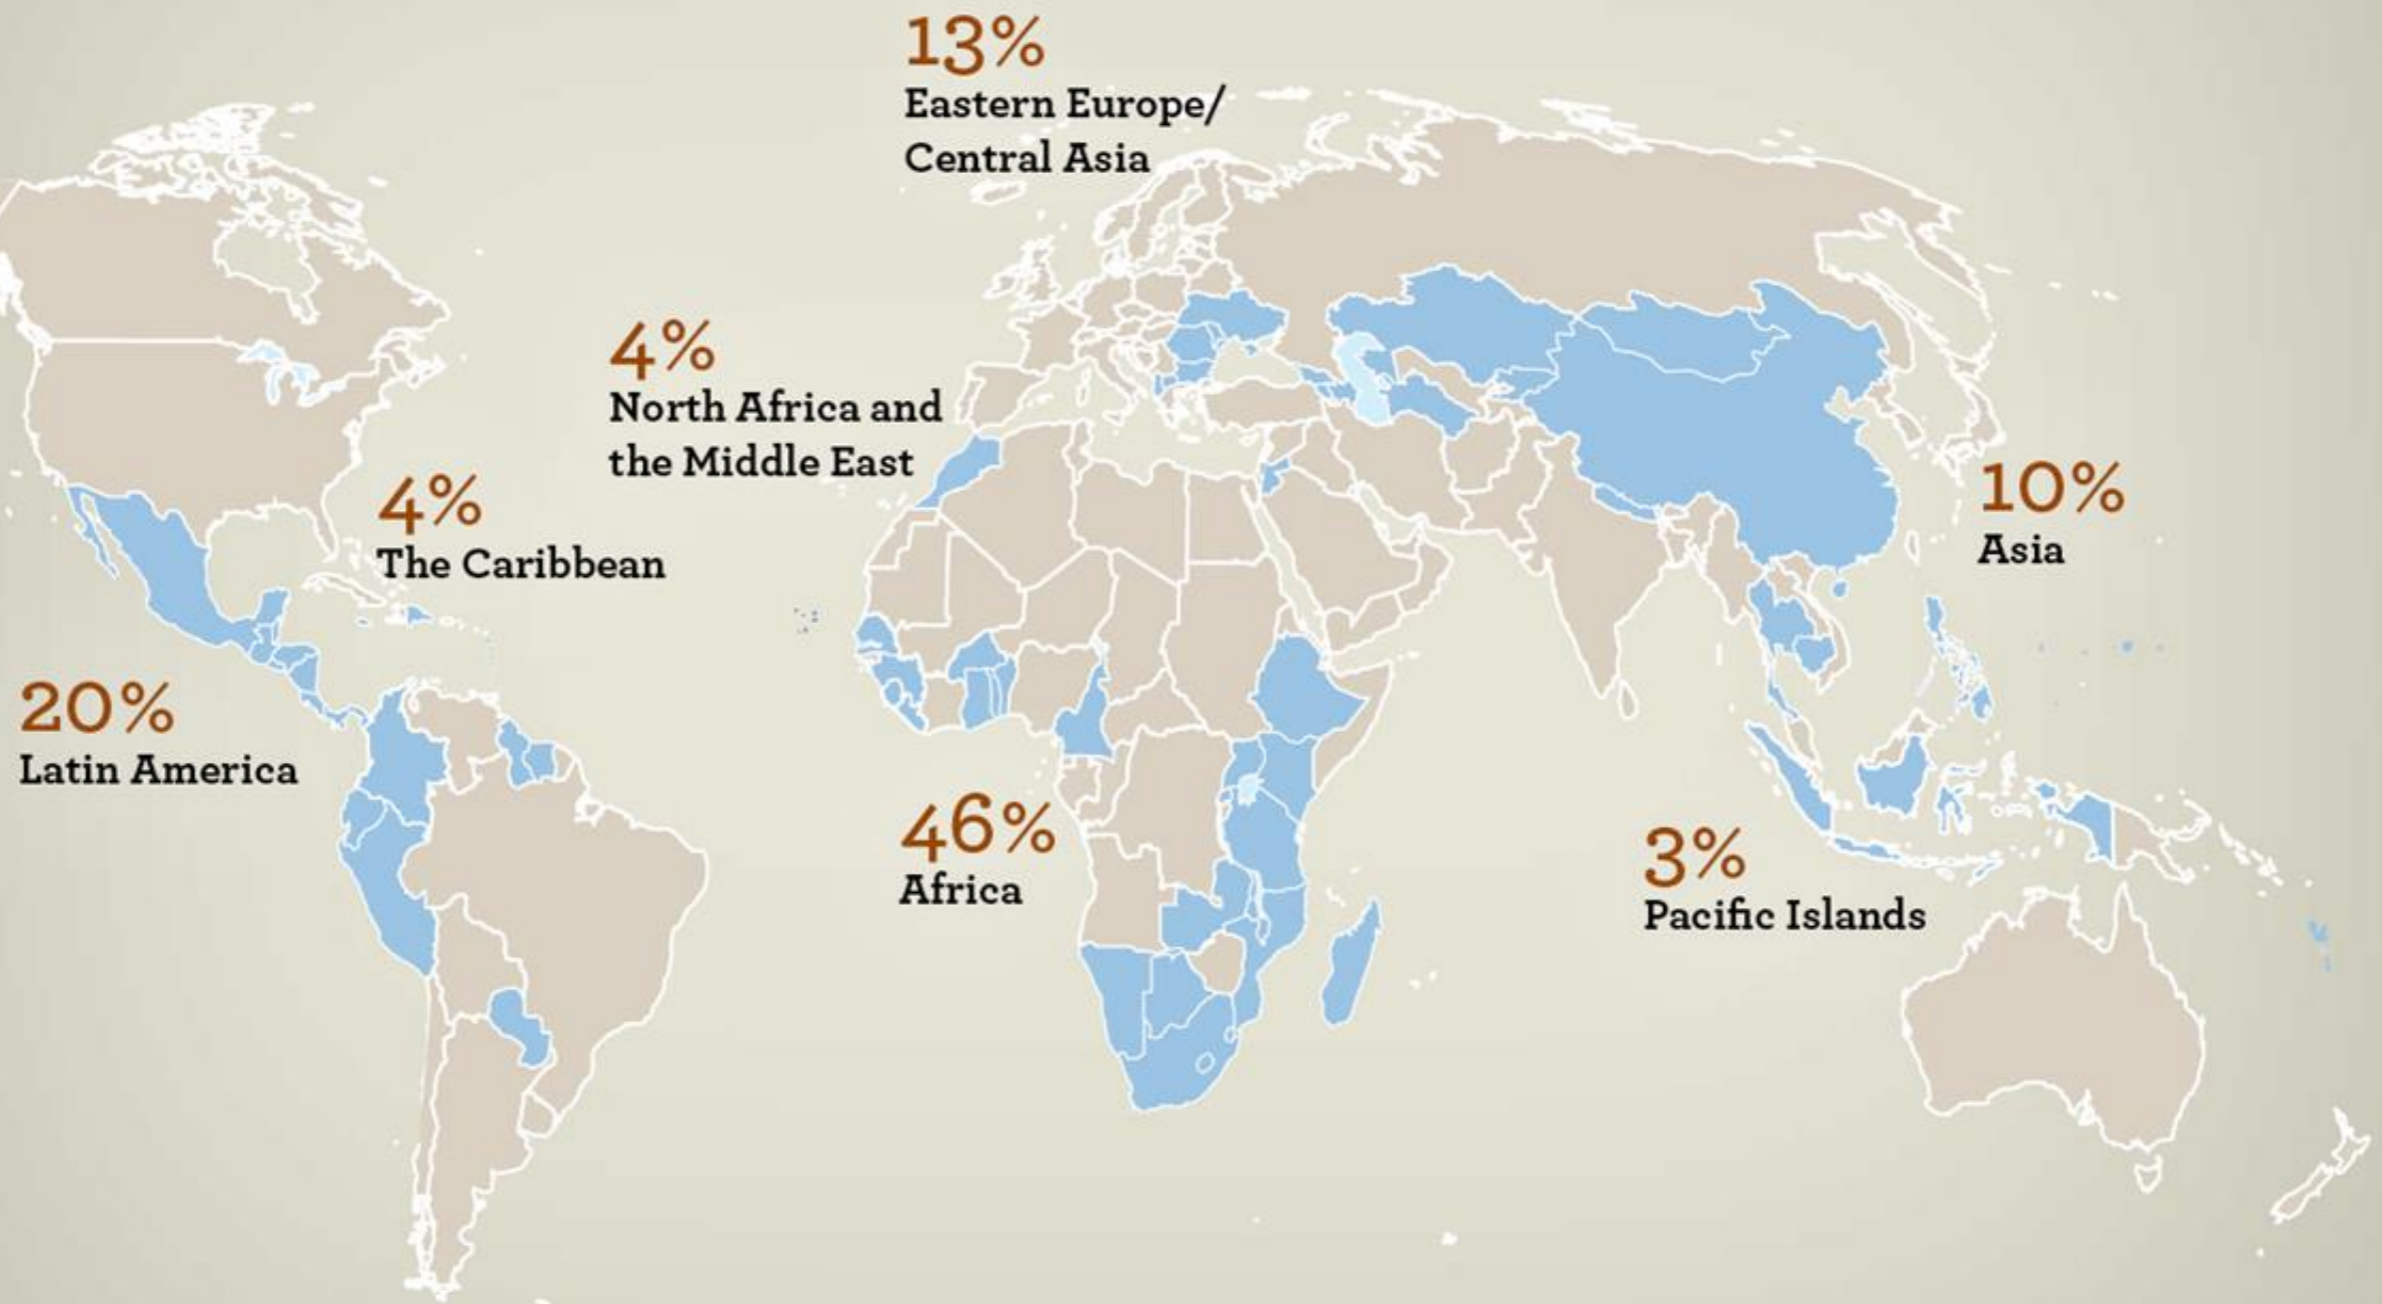 13%
Eastern Europe/
Central Asia
4%
North Africa and
the Middle East
4%
The Caribbean
10%
Asia
20%
Latin America
46%
Africa
3%
Pacific Islands